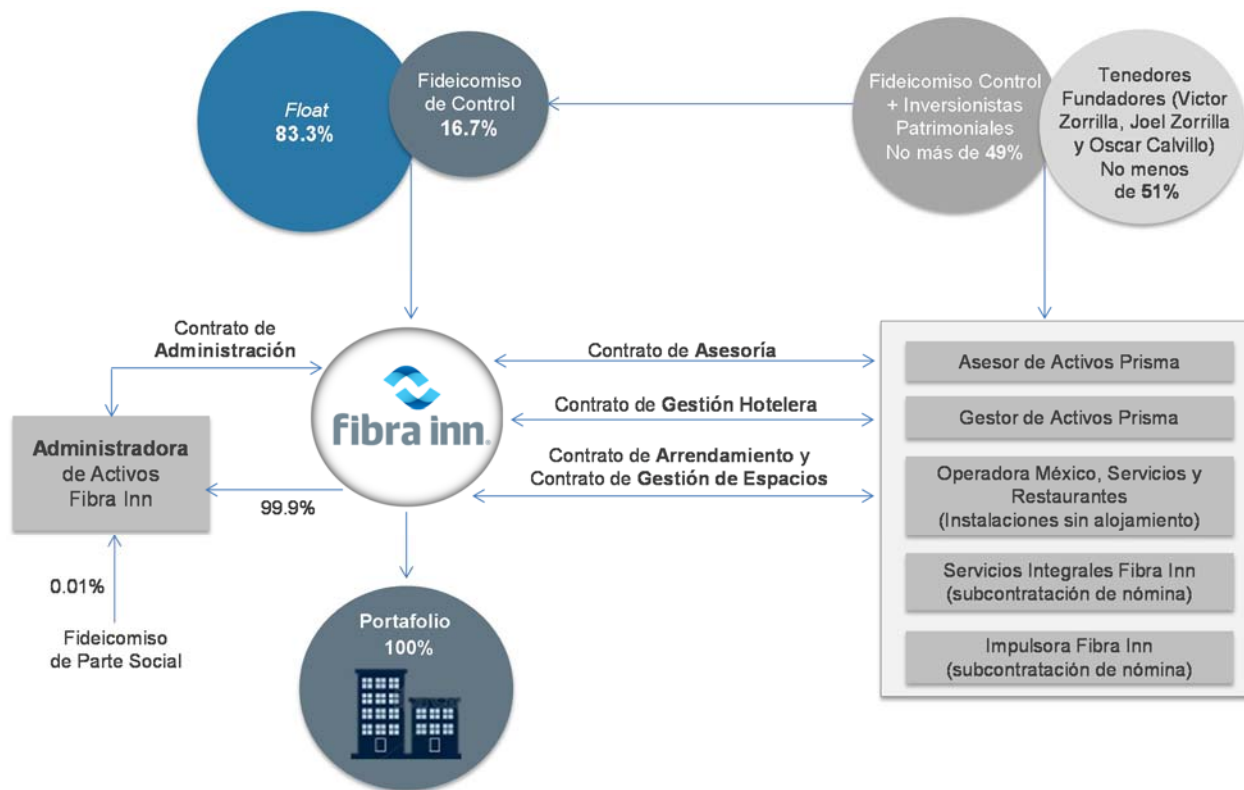 Float
83.3%
Fideicomiso
de Control
16.7%
Fideicomiso Control
+ Inversionistas
Patrimoniales
No más de 49%
Tenedores
Fundadores (Victor
Zorrilla, Joel Zorrilla
y Oscar Calvillo)
No menos
de 51%
Contrato de
Administración
fibra inn®
Contrato de Asesoría
Contrato de Gestión Hotelera
Contrato de Arrendamiento y
Contrato de Gestión de Espacios
Administradora
de Activos
Fibra Inn
99.9%
0.01%
Fideicomiso
de Parte Social
Portafolio
100%
Asesor de Activos Prisma
Gestor de Activos Prisma
Operadora México, Servicios y
Restaurantes
(Instalaciones sin alojamiento)
Servicios Integrales Fibra Inn
(subcontratación de nómina)
Impulsora Fibra Inn
(subcontratación de nómina)